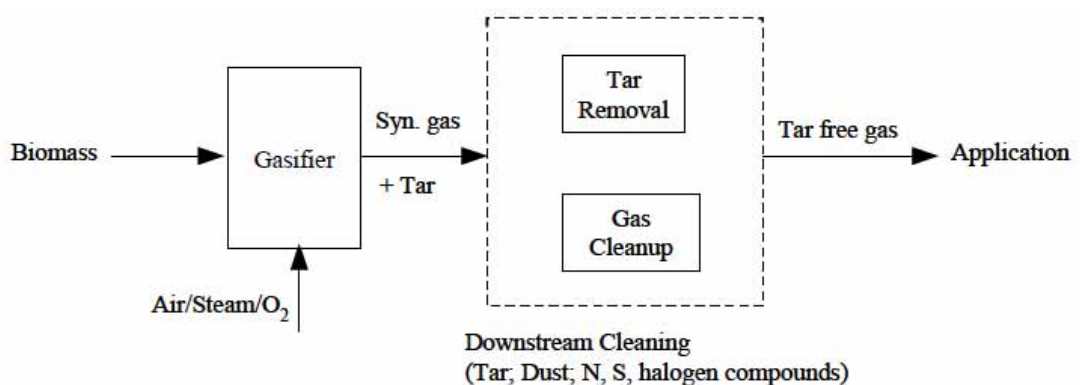 Biomass
Gasifier
Air/Steam/O2
Syn. gas
+ Tar
Tar
Removal
Gas
Cleanup
Downstream Cleaning
(Tar; Dust; N, S, halogen compounds)
Tar free gas
Application